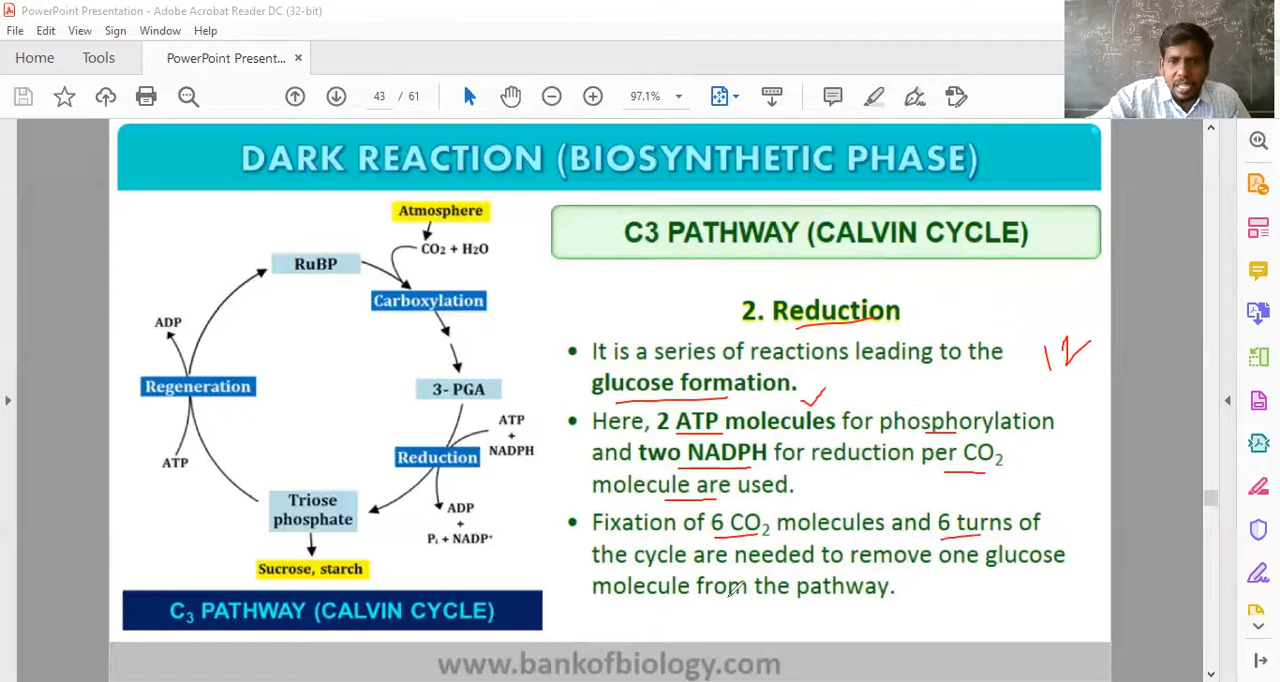 PowerPoint Presentation - Adobe Acrobat Reader DC (32-bit)
File Edit View Sign Window Help
Home Tools PowerPoint Present... ×
43 / 61 97.1%
DARK REACTION (BIOSYNTHETIC PHASE)
Atmosphere
CO2 + H2O
RuBP
Carboxylation
ADP
Regeneration
3- PGA
ATP
+
NADPH
Reduction
ATP
Triose
phosphate
ADP
+
Pi + NADP+
Sucrose, starch
C3 PATHWAY (CALVIN CYCLE)
C3 PATHWAY (CALVIN CYCLE)
2. Reduction
• It is a series of reactions leading to the
glucose formation.
12
• Here, 2 ATP molecules for phosphorylation
and two NADPH for reduction per CO2
molecule are used.
• Fixation of 6 CO2 molecules and 6 turns of
the cycle are needed to remove one glucose
molecule from the pathway.
www.bankofbiology.com